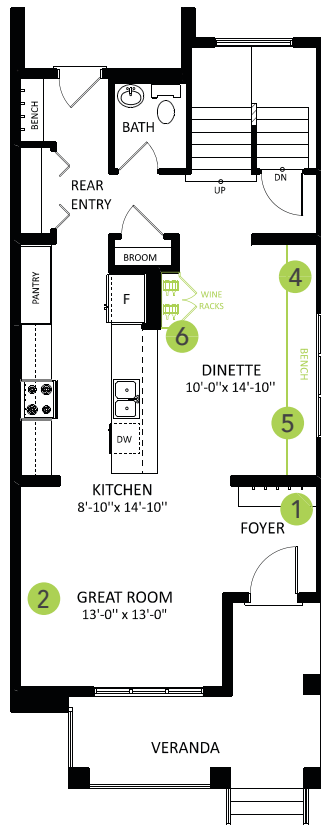 BENCH
BATH
UP
DN
REAR
ENTRY
BROOM
PANTRY
F
WINE
RACKS
4
6
DINETTE
10'-0"x 14'-10"
BENCH
5
DW
KITCHEN
8'-10"x 14'-10"
1
FOYER
2
GREAT ROOM
13'-0" x 13'-0"
VERANDA